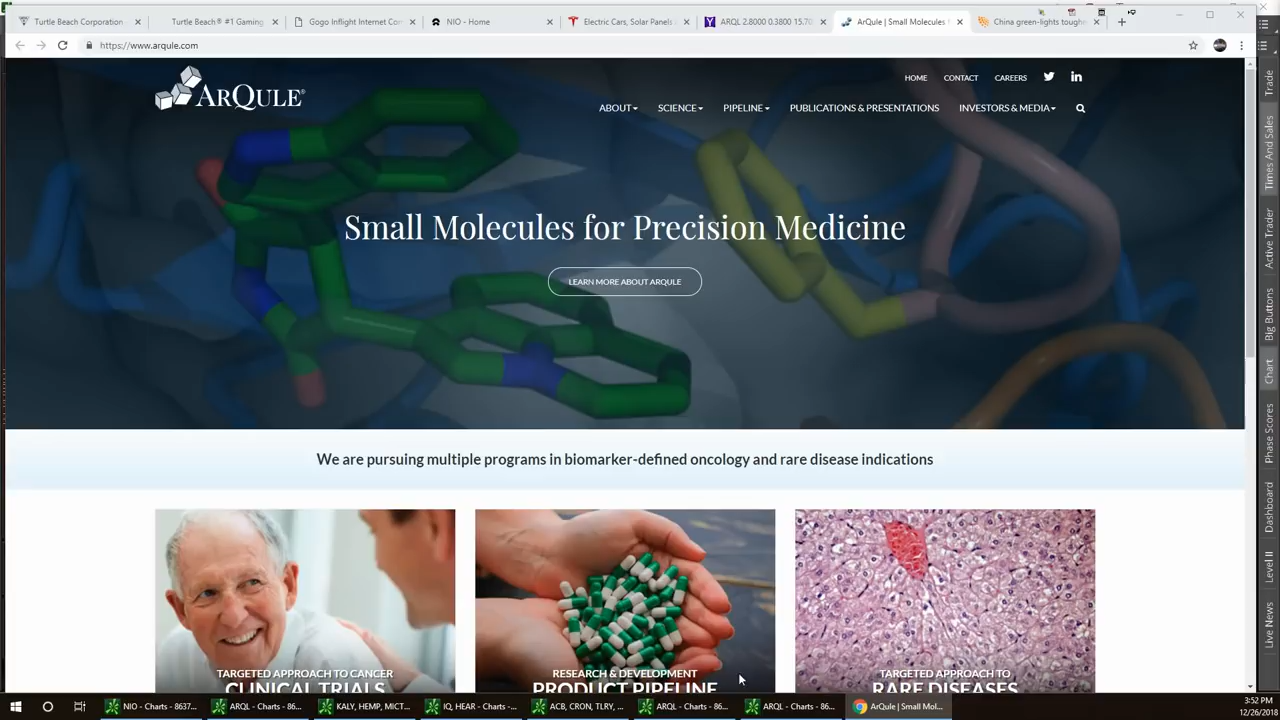 Turtle Beach Corporation
Turtle Beach® #1 Gaming
Gogo Inflight Internet Com
NIO - Home
Electric Cars, Solar Panels
ARQL 2.8000 0.3800 15.70
ArQule | Small Molecules f
China green-lights tough
https://www.arqule.com
ARQULE®
HOME
CONTACT
CAREERS
ABOUT
SCIENCE
PIPELINE
PUBLICATIONS & PRESENTATIONS
INVESTORS & MEDIA
Small Molecules for Precision Medicine
LEARN MORE ABOUT ARQULE
We are pursuing multiple programs in biomarker-defined oncology and rare disease indications
TARGETED APPROACH TO CANCER
CLINICAL TRIALS
RESEARCH & DEVELOPMENT
PRODUCT PIPELINE
TARGETED APPROACH TO
RARE DISEASES
Trade
Times And Sales
Active Trader
Big Buttons
Chart
Phase Scores
Dashboard
Level II
Live News
NIO - Charts - 8637...
ARQL - Charts - 86...
KALY, HEMP, MICT...
IQ, HEAR - Charts -...
ACB, CRON, TLRY, ...
ARQL - Charts - 86...
ARQL - Charts - 86...
ArQule | Small Mol...
3:52 PM
12/26/2018